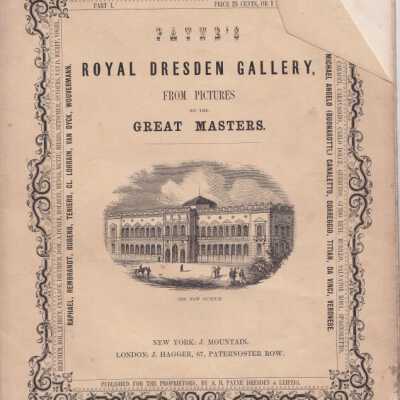 PART I.
PRICE 25 CENTS, OR 1
PAYNE'S
ROYAL DRESDEN GALLERY,
FROM PICTURES
OF THE
GREAT MASTERS.
RAPHAEL, REMBRANDT, RUBENS, TENIERS, CL. LORRAIN, VAN DYCK, WOUVERMANN.
MICHAEL ANGELO (BUONAROTTI,) CANALETTO, CORREGGIO, TITIAN, DA VINCI, VERONESE.
THE NEW MUSEUM
NEW YORK: J. MOUNTAIN.
LONDON: J. HAGGER, 67, PATERNOSTER ROW.
PUBLISHED FOR THE PROPRIETORS, BY A. H. PAYNE DRESDEN & LEIPZIG.